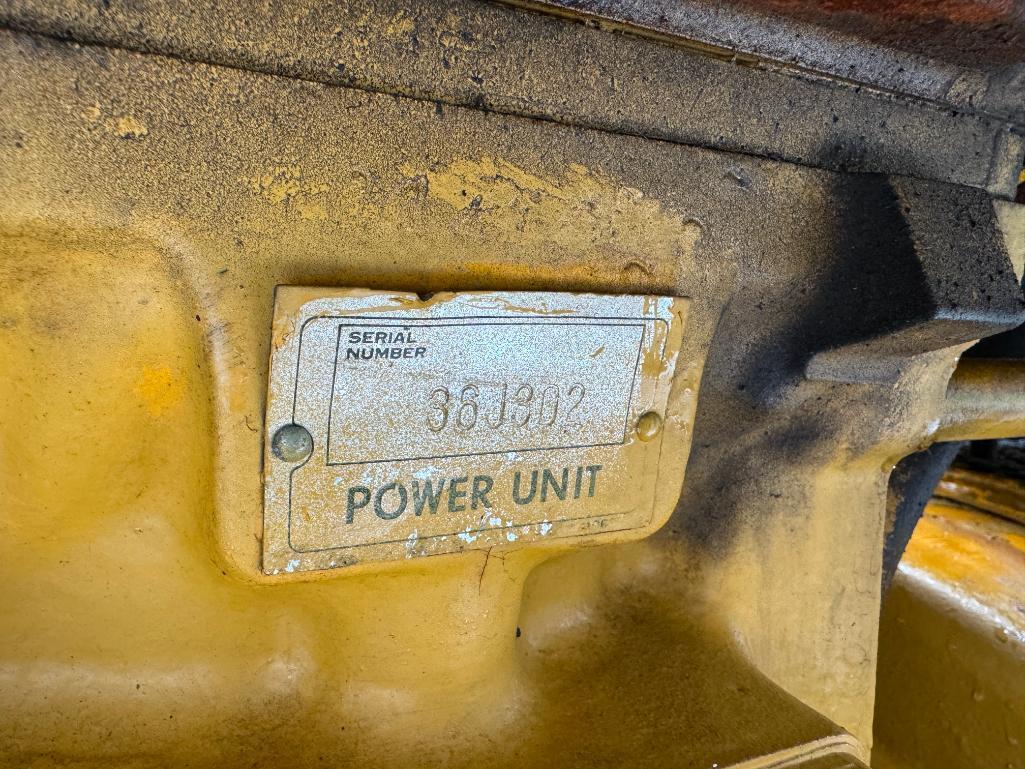 SERIAL
NUMBER
36J302
POWER UNIT